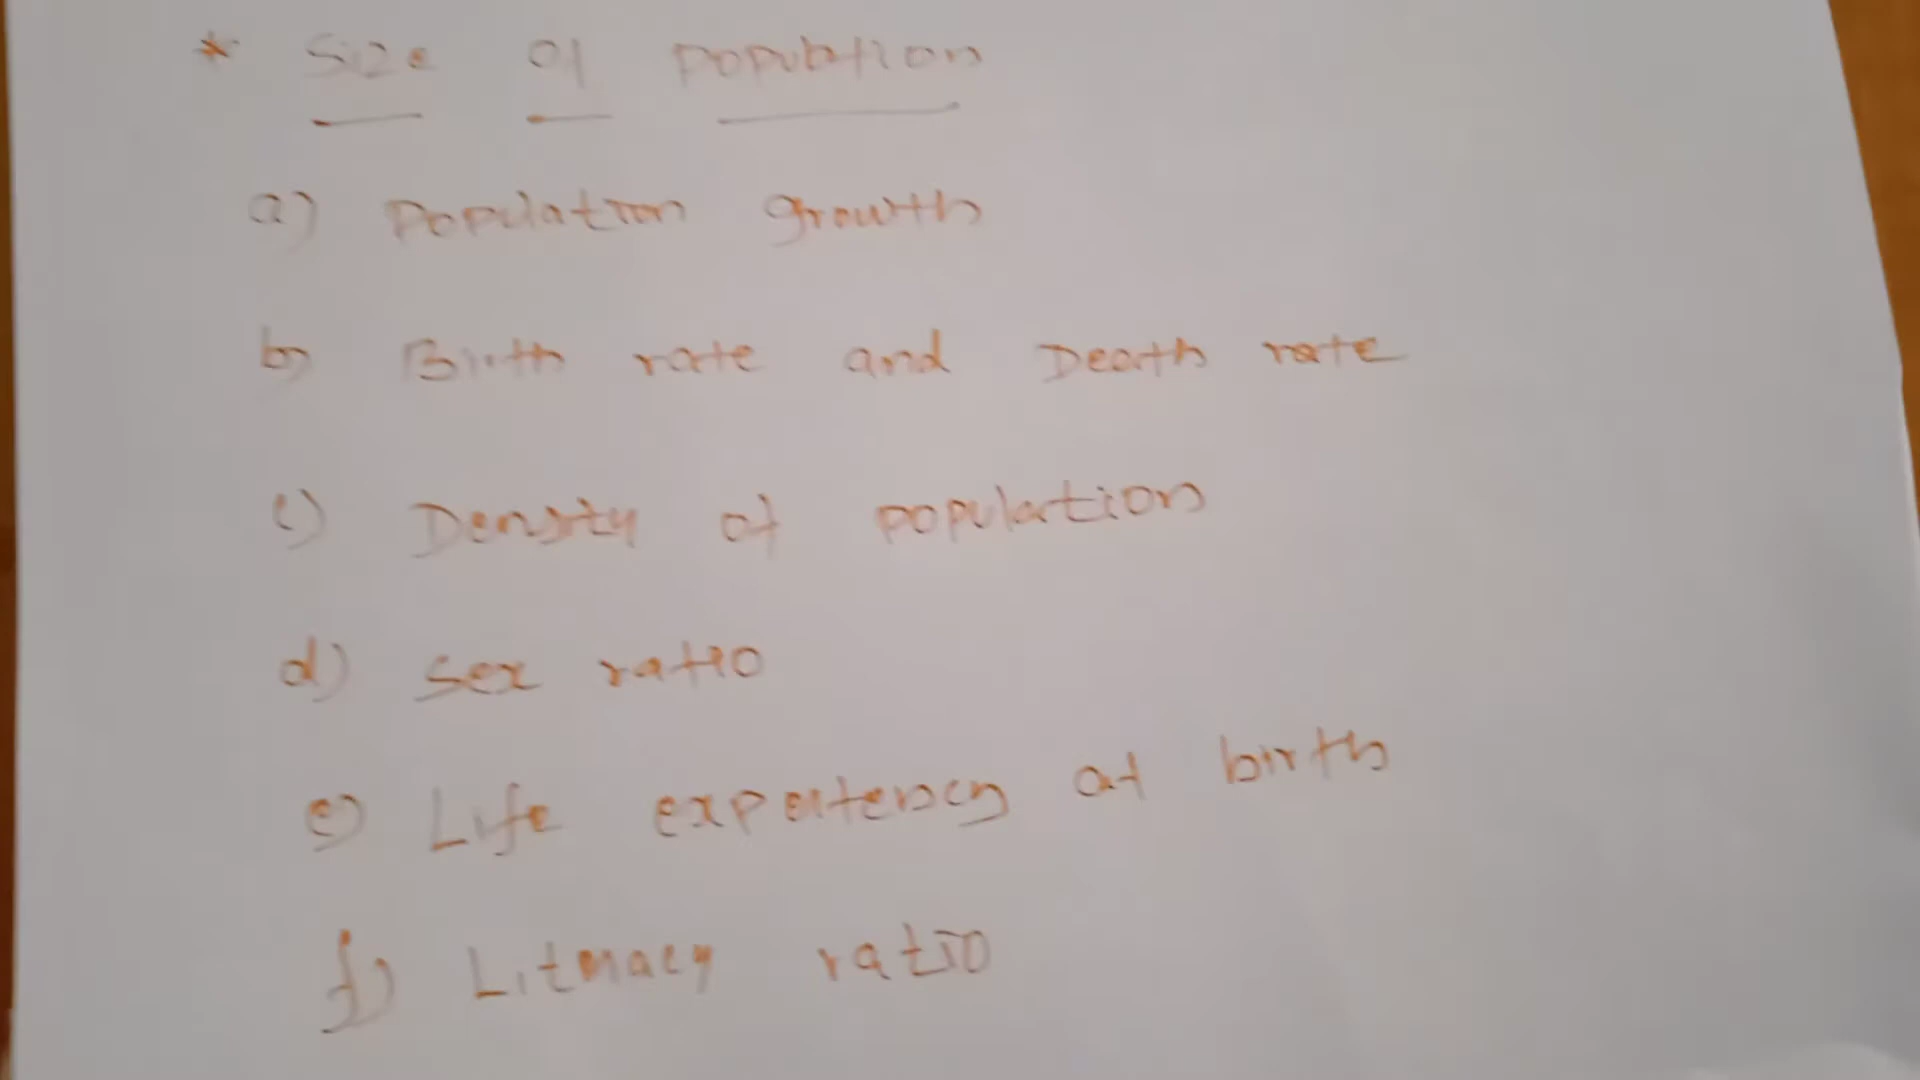 * Size of population
a) Population growth
b) Birth rate and Death rate
c) Density of population
d) Sex ratio
e) Life expectency at birth
f) Literacy ratio